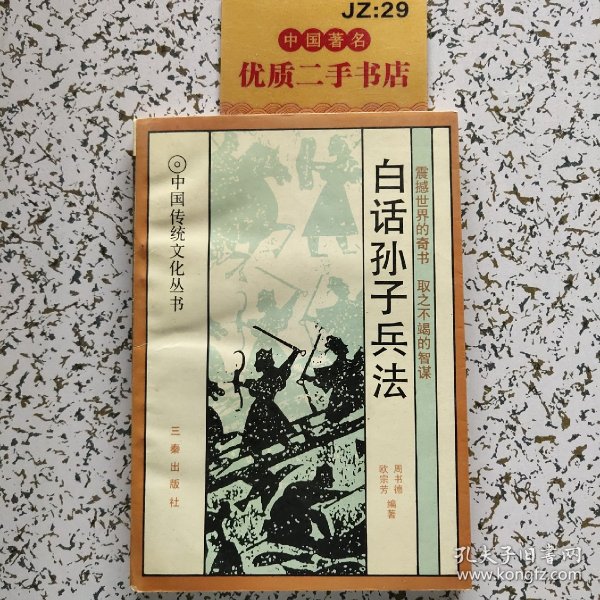 JZ:29
中国著名
优质二手书店
震撼世界的奇书 取之不竭的智谋
白话孙子兵法
周书德
欧宗芳
编著
中国传统文化丛书
三秦出版社
孔夫子旧书网
www.kongfz.com